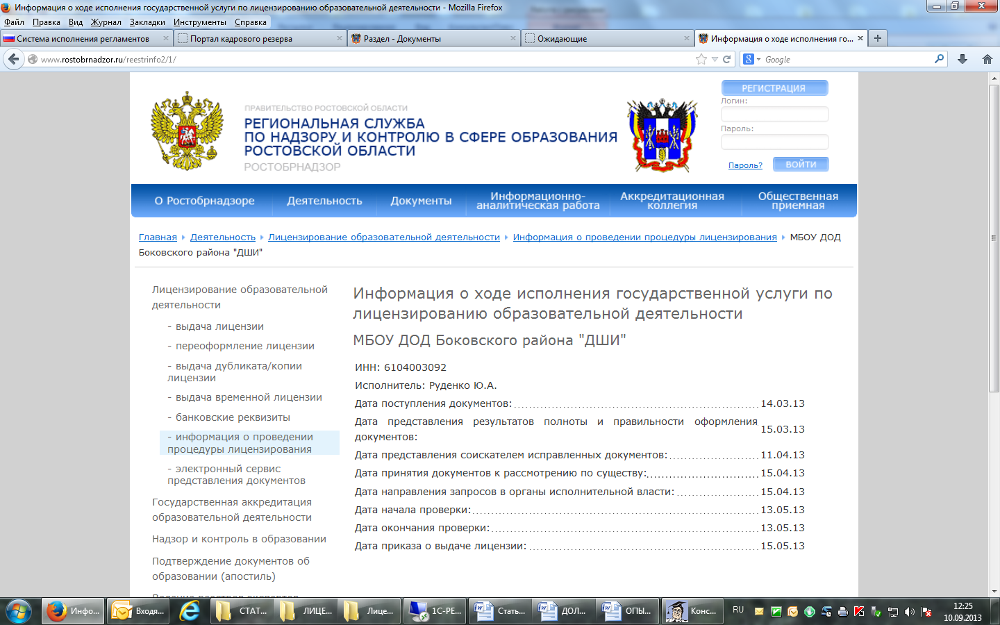 Информация о ходе исполнения государственной услуги по лицензированию образовательной деятельности - Mozilla Firefox
Файл Правка Вид Журнал Закладки Инструменты Справка
Система исполнения регламентов
Портал кадрового резерва
Раздел - Документы
Ожидающие
Информация о ходе исполнения го...
www.rostobrnadzor.ru/reestrinfo2/1/
Google
ПРАВИТЕЛЬСТВО РОСТОВСКОЙ ОБЛАСТИ
РЕГИОНАЛЬНАЯ СЛУЖБА
ПО НАДЗОРУ И КОНТРОЛЮ В СФЕРЕ ОБРАЗОВАНИЯ
РОСТОВСКОЙ ОБЛАСТИ
РОСТОБРНАДЗОР
РЕГИСТРАЦИЯ
Логин:
Пароль:
Пароль? ВОЙТИ
О Ростобрнадзоре
Деятельность
Документы
Информационно-
аналитическая работа
Аккредитационная
коллегия
Общественная
приемная
Главная Деятельность Лицензирование образовательной деятельности Информация о проведении процедуры лицензирования МБОУ ДОД
Боковского района "ДШИ"
Лицензирование образовательной
деятельности
- выдача лицензии
- переоформление лицензии
- выдача дубликата/копии
лицензии
- выдача временной лицензии
- банковские реквизиты
- информация о проведении
процедуры лицензирования
- электронный сервис
представления документов
Государственная аккредитация
образовательной деятельности
Надзор и контроль в образовании
Подтверждение документов об
образовании (апостиль)
Ведение реестров экспертов
Информация о ходе исполнения государственной услуги по
лицензированию образовательной деятельности
МБОУ ДОД Боковского района "ДШИ"
ИНН: 6104003092
Исполнитель: Руденко Ю.А.
Дата поступления документов: 14.03.13
Дата представления результатов полноты и правильности оформления
документов: 15.03.13
Дата представления соискателем исправленных документов: 11.04.13
Дата принятия документов к рассмотрению по существу: 15.04.13
Дата направления запросов в органы исполнительной власти: 15.04.13
Дата начала проверки: 13.05.13
Дата окончания проверки: 13.05.13
Дата приказа о выдаче лицензии: 15.05.13
Инфо... Входя... СТАТ... ЛИЦЕ... Лице... 1С-РЕ... Стать... ДОЛ... ОПЫ... Конс... RU 12:25
10.09.2013